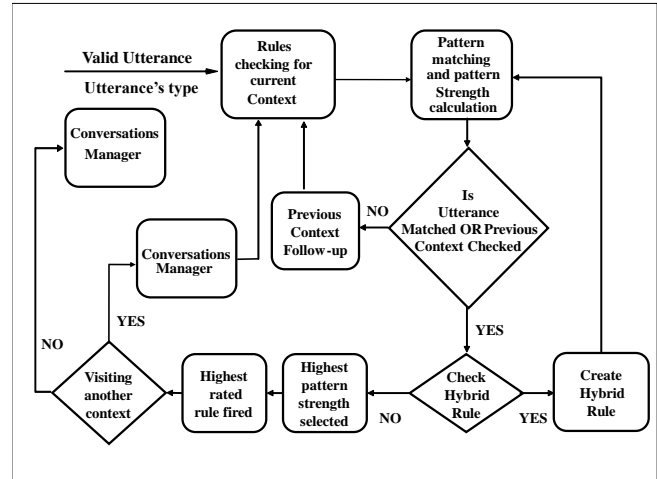 Valid Utterance
Utterance's type
Rules
checking for
current
Context
Pattern
matching and
pattern
Strength
calculation
Conversations
Manager
Is
Utterance
Matched OR Previous
Context Checked
NO
Previous
Context
Follow-up
Conversations
Manager
YES
NO
YES
Visiting
another
context
Highest
rated
rule fired
Highest
pattern
strength
selected
NO
Check
Hybrid
Rule
YES
Create
Hybrid
Rule